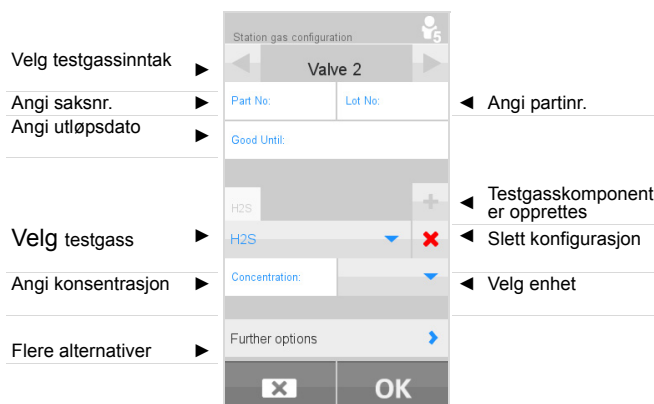 Station gas configuration
5
Velg testgassinntak
Valve 2
Angi saksnr.
Part No:
Lot No:
Angi partinr.
Angi utløpsdato
Good Until:
H2S
+
Testgasskomponent
er opprettes
Velg testgass
H2S
Slett konfigurasjon
Angi konsentrasjon
Concentration:
Velg enhet
Flere alternativer
Further options
OK